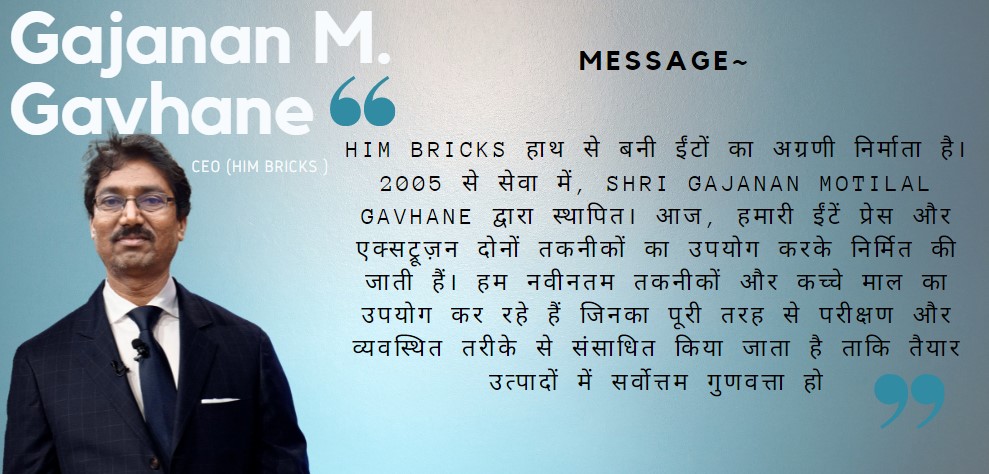 Gajanan M.
Gavhane
CEO (HIM BRICKS )
MESSAGE~
HIM BRICKS हाथ से बनी ईंटों का अग्रणी निर्माता है।
2005 से सेवा में, SHRI GAJANAN MOTILAL
GAVHANE द्वारा स्थापित। आज, हमारी ईंटें प्रेस और
एक्सट्रूज़न दोनों तकनीकों का उपयोग करके निर्मित की
जाती हैं। हम नवीनतम तकनीकों और कच्चे माल का
उपयोग कर रहे हैं जिनका पूरी तरह से परीक्षण और
व्यवस्थित तरीके से संसाधित किया जाता है ताकि तैयार
उत्पादों में सर्वोत्तम गुणवत्ता हो